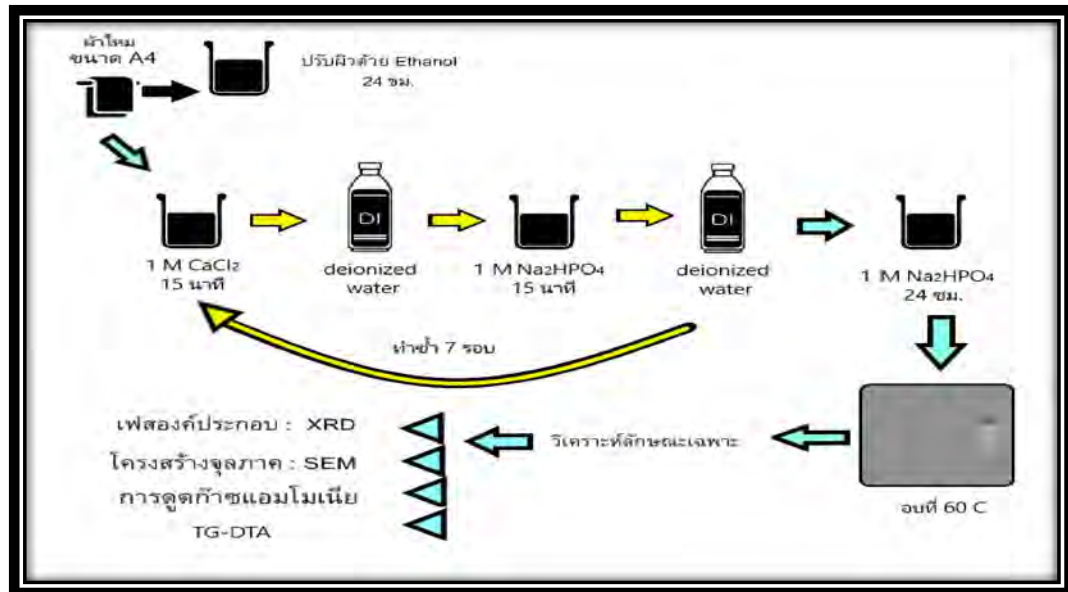 ผ้าไหม
ขนาด A4
ปรับผิวด้วย Ethanol
24 ชม.
DI
DI
1 M CaCl2
15 นาที
deionized
water
1 M Na2HPO4
15 นาที
deionized
water
1 M Na2HPO4
24 ชม.
ทำซ้ำ 7 รอบ
เฟสองค์ประกอบ : XRD
โครงสร้างจุลภาค : SEM
การดูดก๊าซแอมโมเนีย
TG-DTA
วิเคราะห์ลักษณะเฉพาะ
อบที่ 60 C